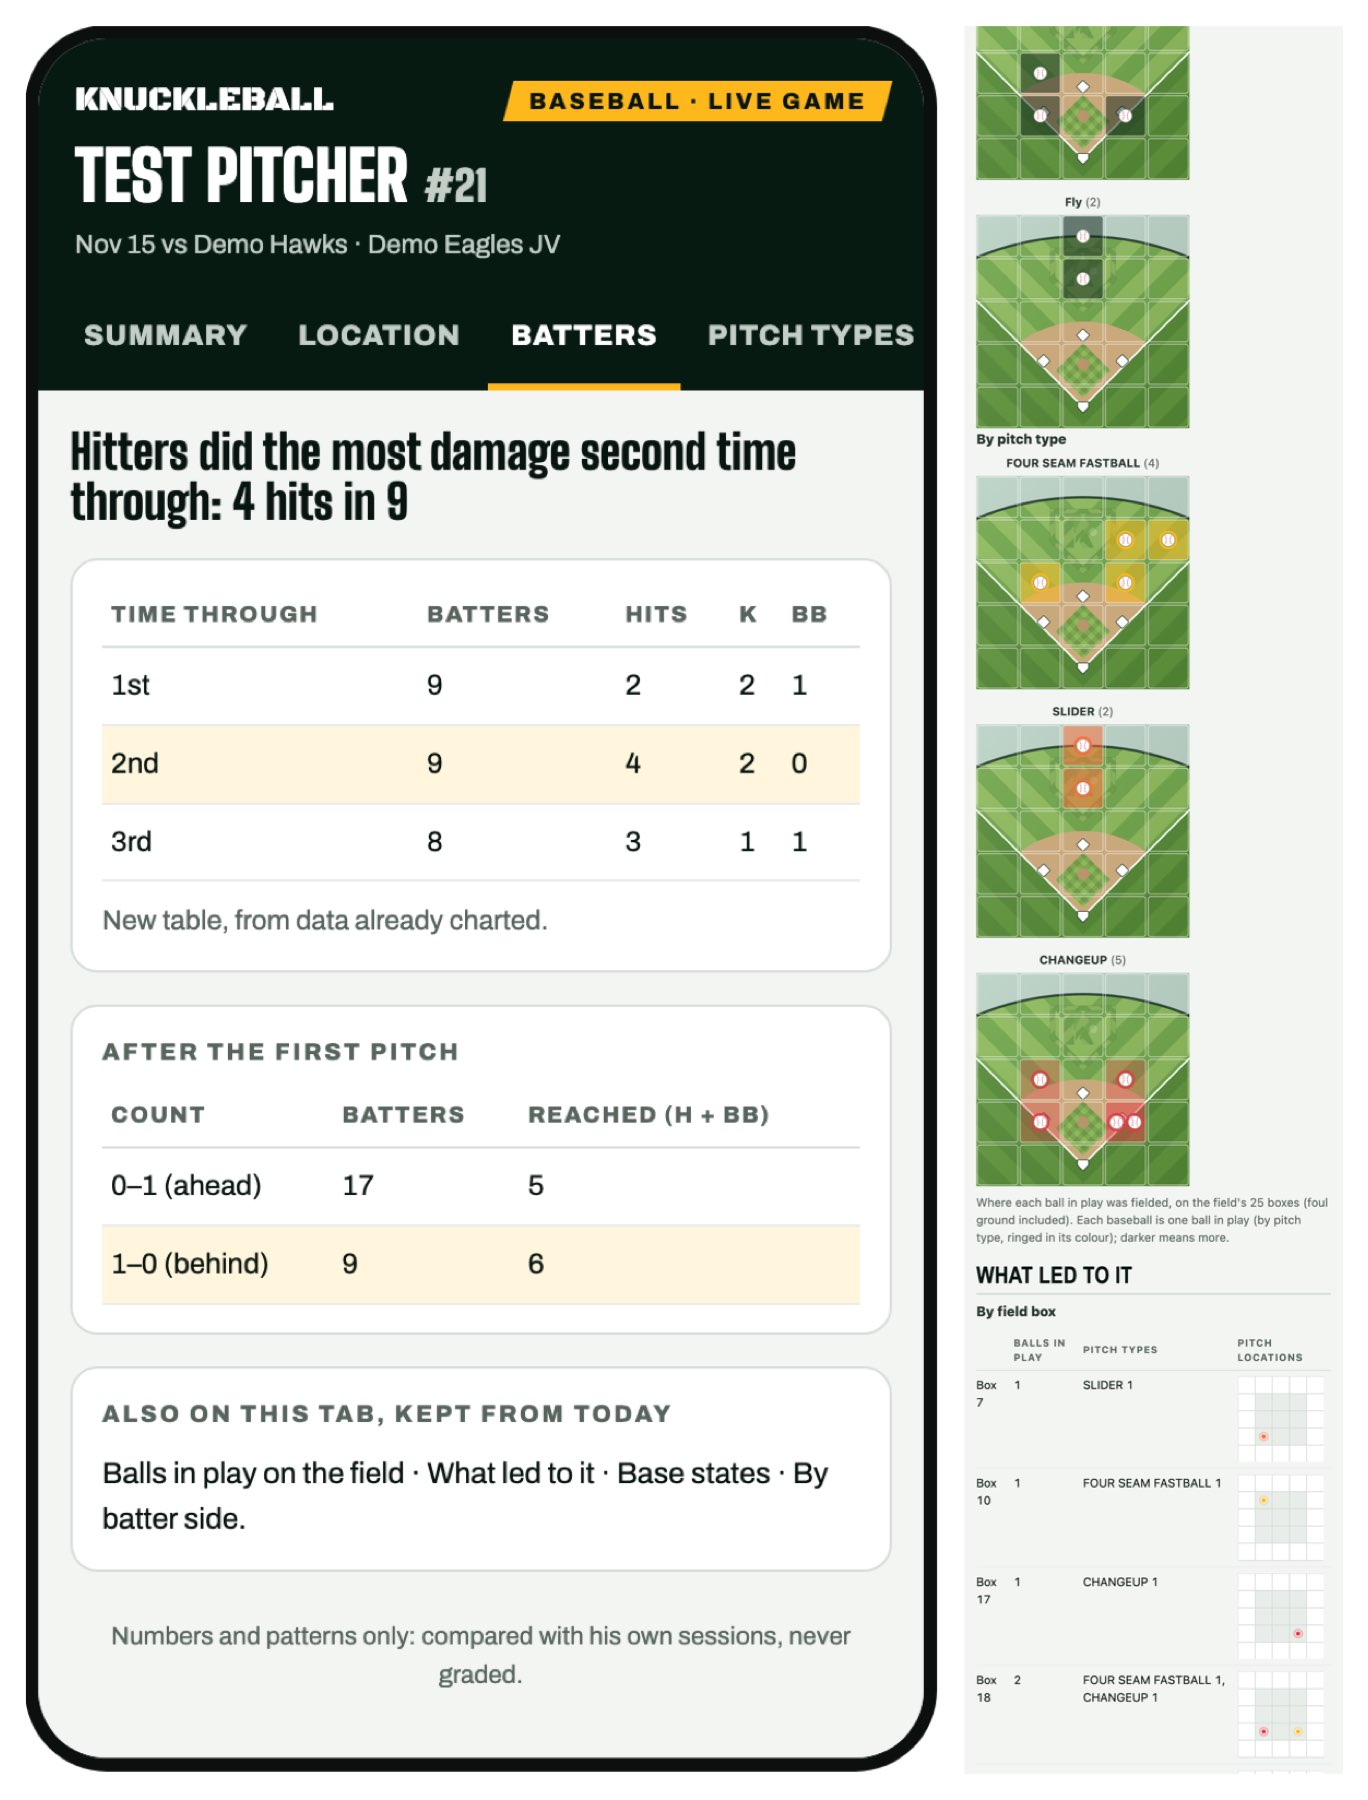 KNUCKLEBALL
BASEBALL · LIVE GAME
TEST PITCHER #21
Nov 15 vs Demo Hawks · Demo Eagles JV
SUMMARY LOCATION BATTERS PITCH TYPES
Hitters did the most damage second time
through: 4 hits in 9
TIME THROUGH BATTERS HITS K BB
1st 9 2 2 1
2nd 9 4 2 0
3rd 8 3 1 1
New table, from data already charted.
AFTER THE FIRST PITCH
COUNT BATTERS REACHED (H + BB)
0–1 (ahead) 17 5
1–0 (behind) 9 6
ALSO ON THIS TAB, KEPT FROM TODAY
Balls in play on the field · What led to it · Base states · By
batter side.
Numbers and patterns only: compared with his own sessions, never
graded.
Fly (2)
By pitch type
FOUR SEAM FASTBALL (4)
SLIDER (2)
CHANGEUP (5)
Where each ball in play was fielded, on the field's 25 boxes (foul
ground included). Each baseball is one ball in play (by pitch
type, ringed in its colour); darker means more.
WHAT LED TO IT
By field box
BALLS IN
PLAY
PITCH TYPES
PITCH
LOCATIONS
Box
7
1
SLIDER 1
Box
10
1
FOUR SEAM FASTBALL 1
Box
17
1
CHANGEUP 1
Box
18
2
FOUR SEAM FASTBALL 1,
CHANGEUP 1